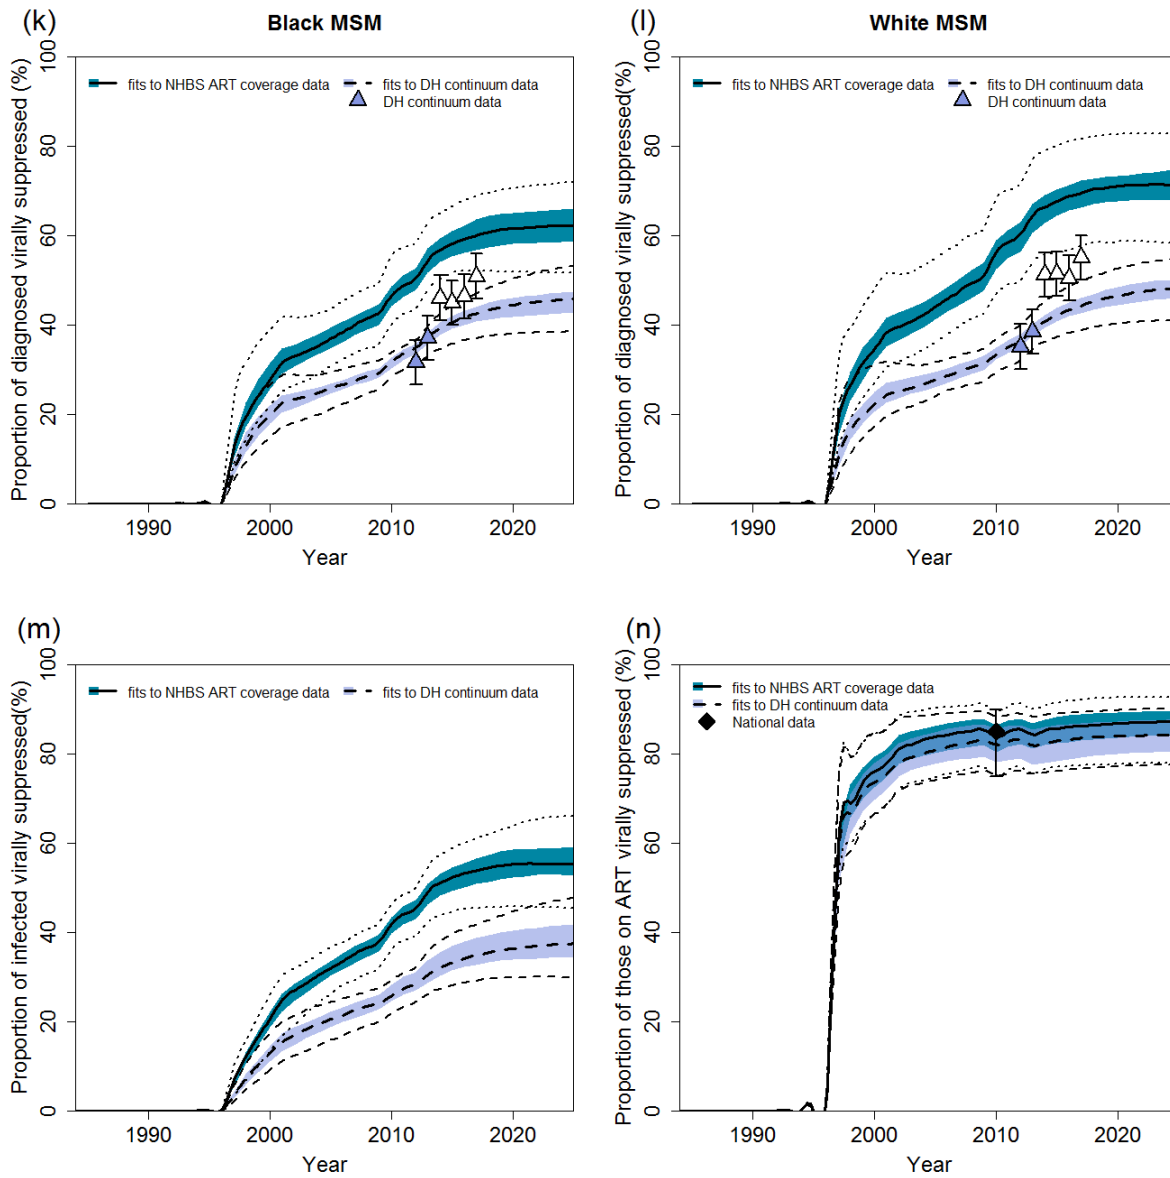 (k) Black MSM
Proportion of diagnosed virally suppressed (%)
100
80
60
40
20
0
fits to NHBS ART coverage data
fits to DH continuum data
DH continuum data
1990 2000 2010 2020
Year
(l) White MSM
Proportion of diagnosed virally suppressed(%)
100
80
60
40
20
0
fits to NHBS ART coverage data
fits to DH continuum data
DH continuum data
1990 2000 2010 2020
Year
(m)
Proportion of infected virally suppressed(%)
100
80
60
40
20
0
fits to NHBS ART coverage data
fits to DH continuum data
1990 2000 2010 2020
Year
(n)
Proportion of those on ART virally suppressed (%)
100
80
60
40
20
0
fits to NHBS ART coverage data
fits to DH continuum data
National data
1990 2000 2010 2020
Year